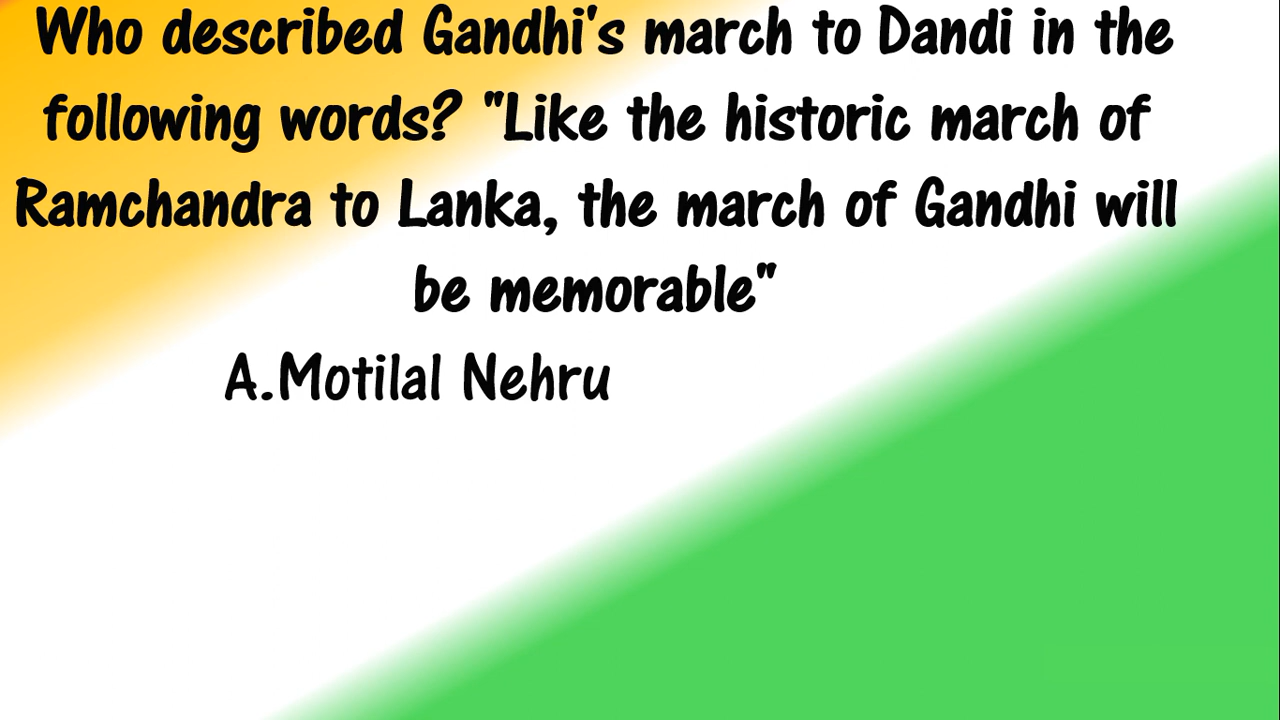 Who described Gandhi's march to Dandi in the
following words? "Like the historic march of
Ramchandra to Lanka, the march of Gandhi will
be memorable"
A.Motilal Nehru